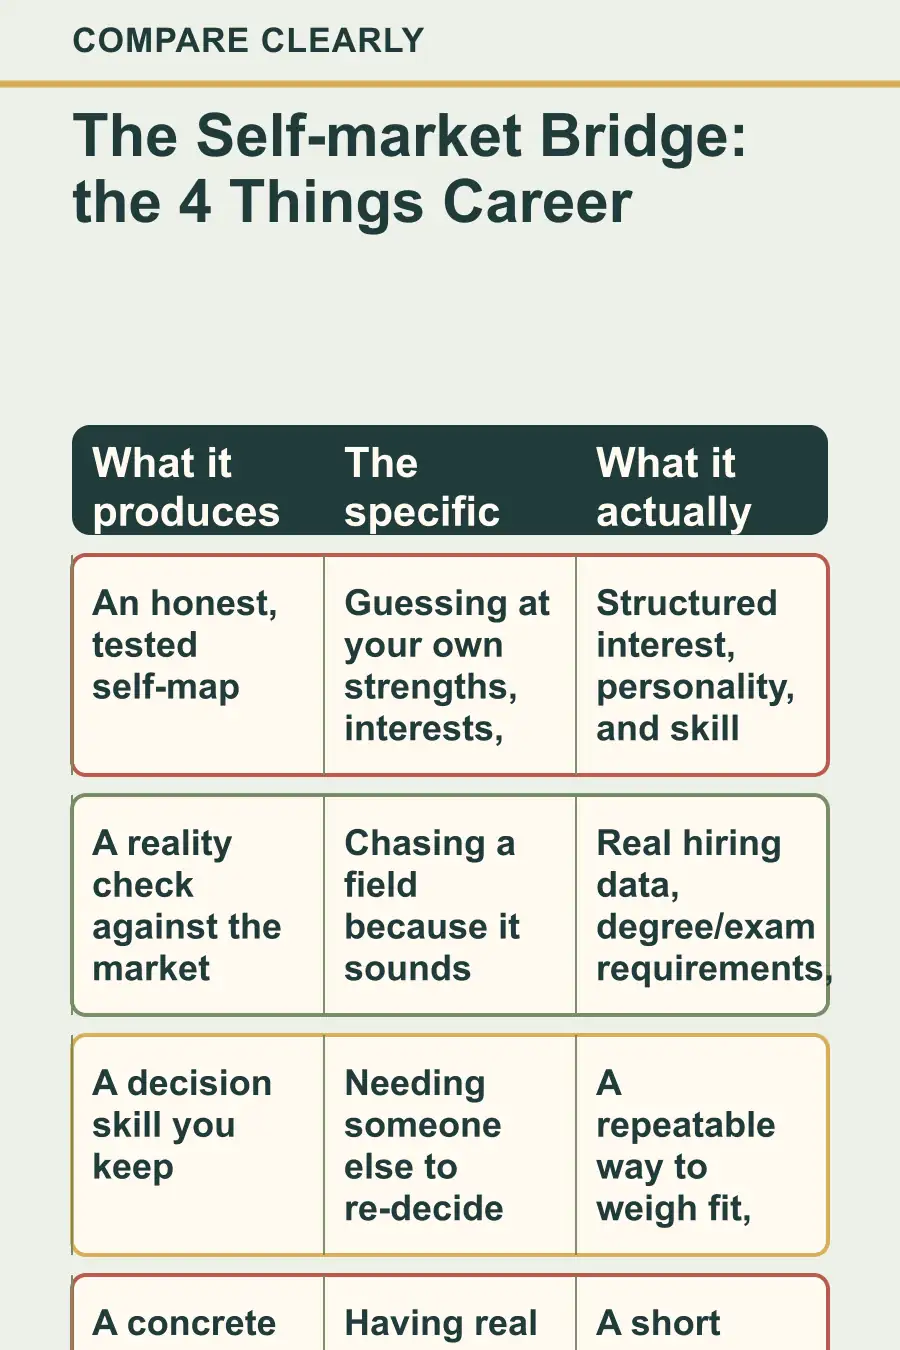 COMPARE CLEARLY
The Self-market Bridge:
the 4 Things Career
What it
produces
The
specific
What it
actually
An honest,
tested
self-map
Guessing at
your own
strengths,
interests,
Structured
interest,
personality,
and skill
A reality
check
against the
market
Chasing a
field
because it
sounds
Real hiring
data,
degree/exam
requirements,
A decision
skill you
keep
Needing
someone
else to
re-decide
A
repeatable
way to
weigh fit,
A concrete
Having real
A short